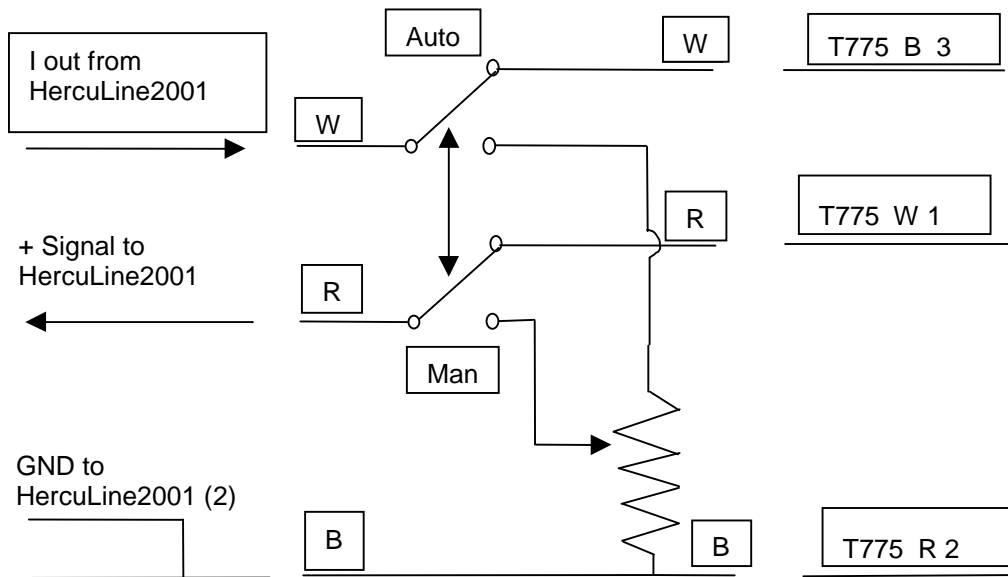 Auto
W
T775 B 3
I out from
HercuLine2001
W
R
T775 W 1
+ Signal to
HercuLine2001
R
Man
GND to
HercuLine2001 (2)
B
B
T775 R 2